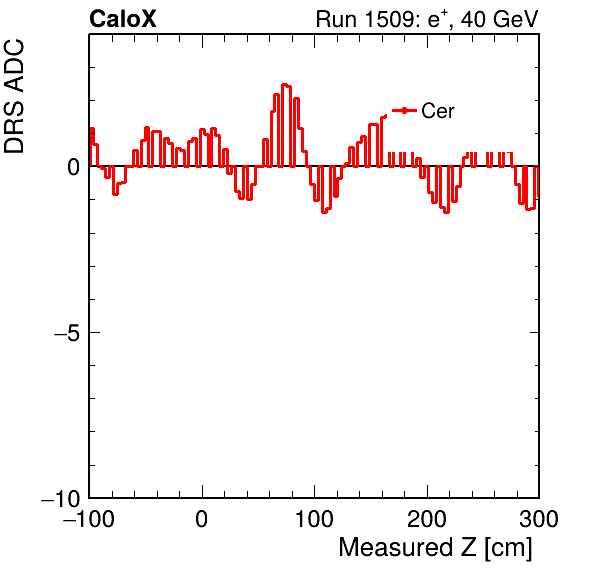 CaloX Run 1509: e⁺, 40 GeV
DRS ADC
Cer
0
−5
−10
−100 0 100 200 300
Measured Z [cm]